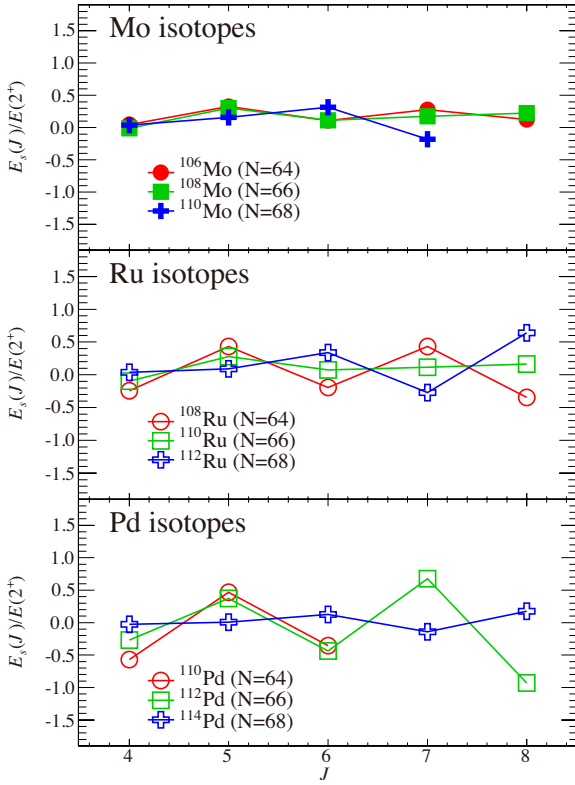 Mo isotopes
1.5
1.0
0.5
0.0
-0.5
-1.0
-1.5
E_s(J)/E(2⁺)
¹⁰⁶Mo (N=64)
¹⁰⁸Mo (N=66)
¹¹⁰Mo (N=68)
Ru isotopes
1.5
1.0
0.5
0.0
-0.5
-1.0
-1.5
E_s(J)/E(2⁺)
¹⁰⁸Ru (N=64)
¹¹⁰Ru (N=66)
¹¹²Ru (N=68)
Pd isotopes
1.5
1.0
0.5
0.0
-0.5
-1.0
-1.5
E_s(J)/E(2⁺)
¹¹⁰Pd (N=64)
¹¹²Pd (N=66)
¹¹⁴Pd (N=68)
4 5 6 7 8
J